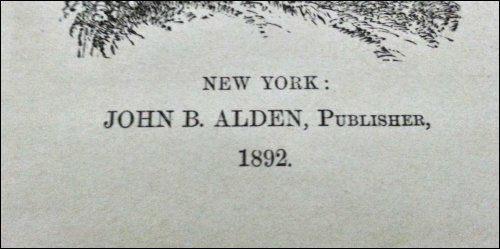 NEW YORK:
JOHN B. ALDEN, PUBLISHER,
1892.